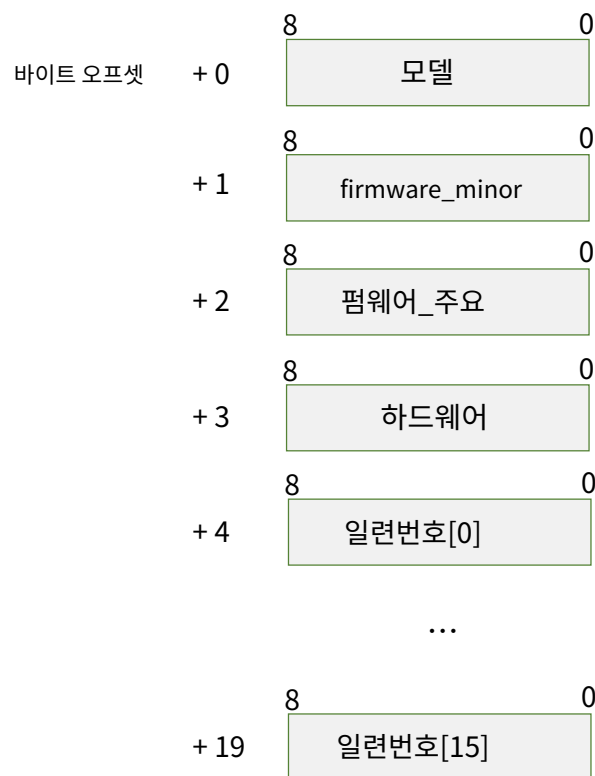 8 0
바이트 오프셋 + 0 모델
8 0
+ 1 firmware_minor
8 0
+ 2 펌웨어_주요
8 0
+ 3 하드웨어
8 0
+ 4 일련번호[0]
...
8 0
+ 19 일련번호[15]